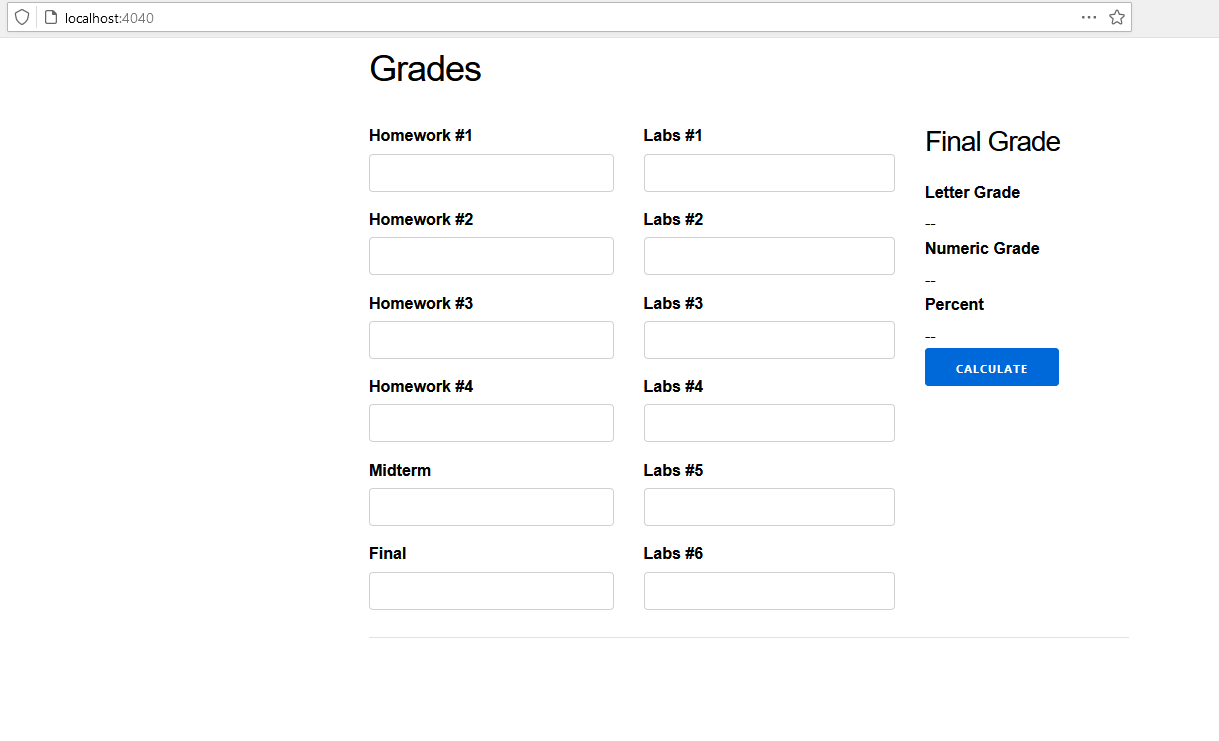 localhost:4040
Grades
Homework #1
Labs #1
Final Grade
Letter Grade
--
Homework #2
Labs #2
Numeric Grade
--
Homework #3
Labs #3
Percent
--
CALCULATE
Homework #4
Labs #4
Midterm
Labs #5
Final
Labs #6